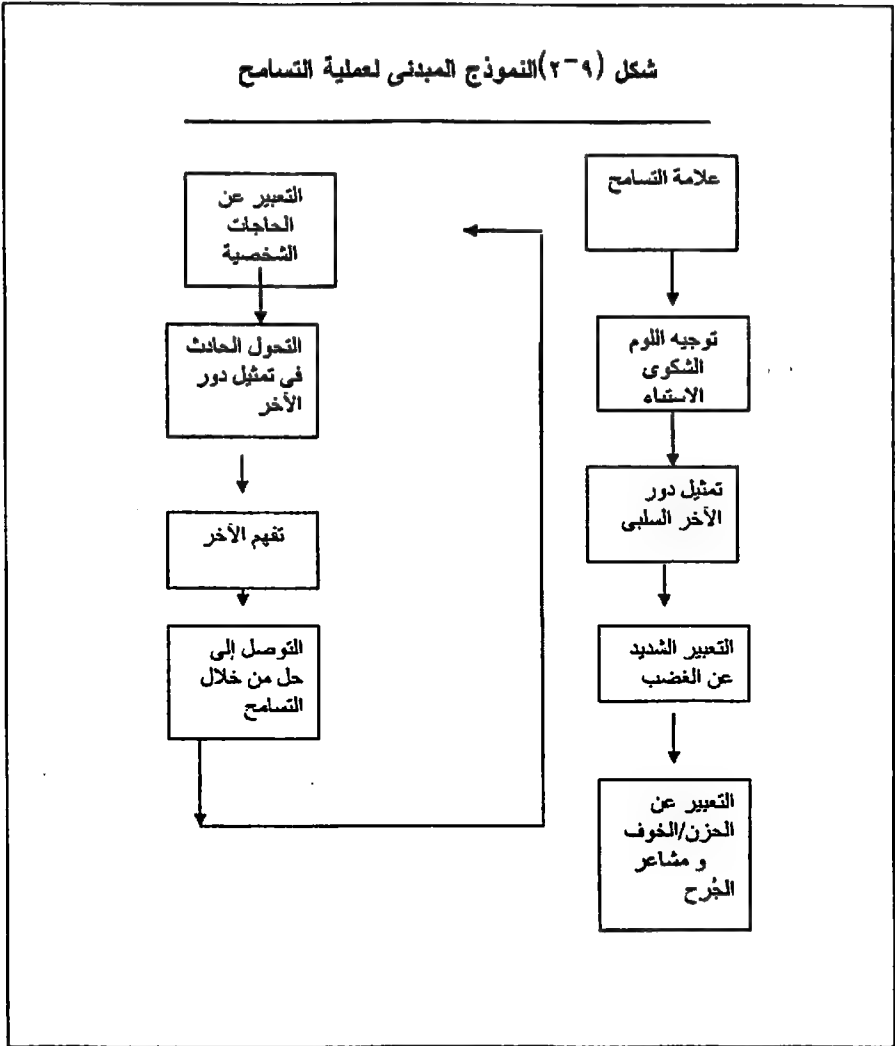 شكل (٩-٢) النموذج المبدئى لعملية التسامح
علامة التسامح
توجيه اللوم
الشكوى
الاستياء
تمثيل دور
الآخر السلبى
التعبير الشديد
عن الغضب
التعبير عن
الحزن/الخوف
و مشاعر
الجُرح
التعبير عن
الحاجات
الشخصية
التحول الحادث
فى تمثيل دور
الآخر
تفهم الآخر
التوصل إلى
حل من خلال
التسامح